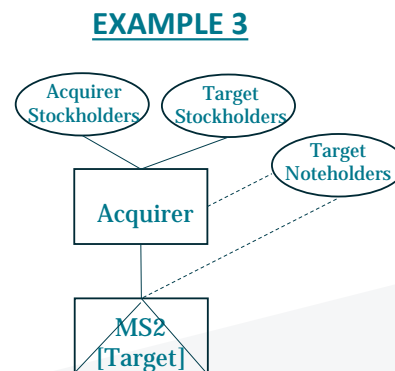 EXAMPLE 3
Acquirer
Stockholders
Target
Stockholders
Target
Noteholders
Acquirer
MS2
[Target]